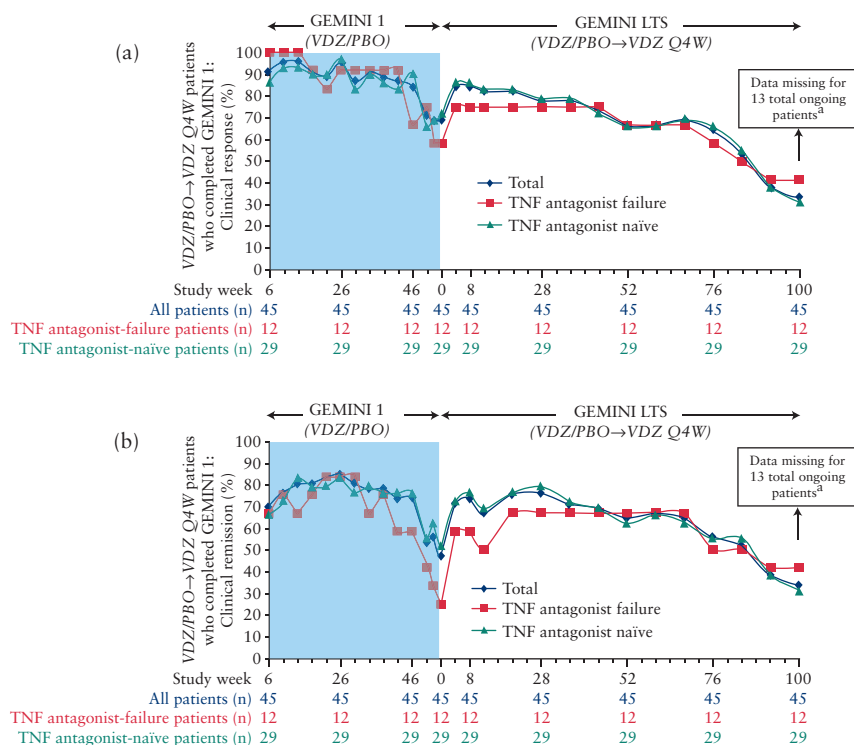 (a)
GEMINI 1
(VDZ/PBO)
GEMINI LTS
(VDZ/PBO→VDZ Q4W)
VDZ/PBO→VDZ Q4W patients
who completed GEMINI 1:
Clinical response (%)
100
90
80
70
60
50
40
30
20
10
0
Data missing for
13 total ongoing
patientsᵃ
Total
TNF antagonist failure
TNF antagonist naïve
Study week 6 26 46 0 8 28 52 76 100
All patients (n) 45 45 45 45 45 45 45 45 45
TNF antagonist-failure patients (n) 12 12 12 12 12 12 12 12 12
TNF antagonist-naïve patients (n) 29 29 29 29 29 29 29 29 29
(b)
GEMINI 1
(VDZ/PBO)
GEMINI LTS
(VDZ/PBO→VDZ Q4W)
VDZ/PBO→VDZ Q4W patients
who completed GEMINI 1:
Clinical remission (%)
100
90
80
70
60
50
40
30
20
10
0
Data missing for
13 total ongoing
patientsᵃ
Total
TNF antagonist failure
TNF antagonist naïve
Study week 6 26 46 0 8 28 52 76 100
All patients (n) 45 45 45 45 45 45 45 45 45
TNF antagonist-failure patients (n) 12 12 12 12 12 12 12 12 12
TNF antagonist-naïve patients (n) 29 29 29 29 29 29 29 29 29